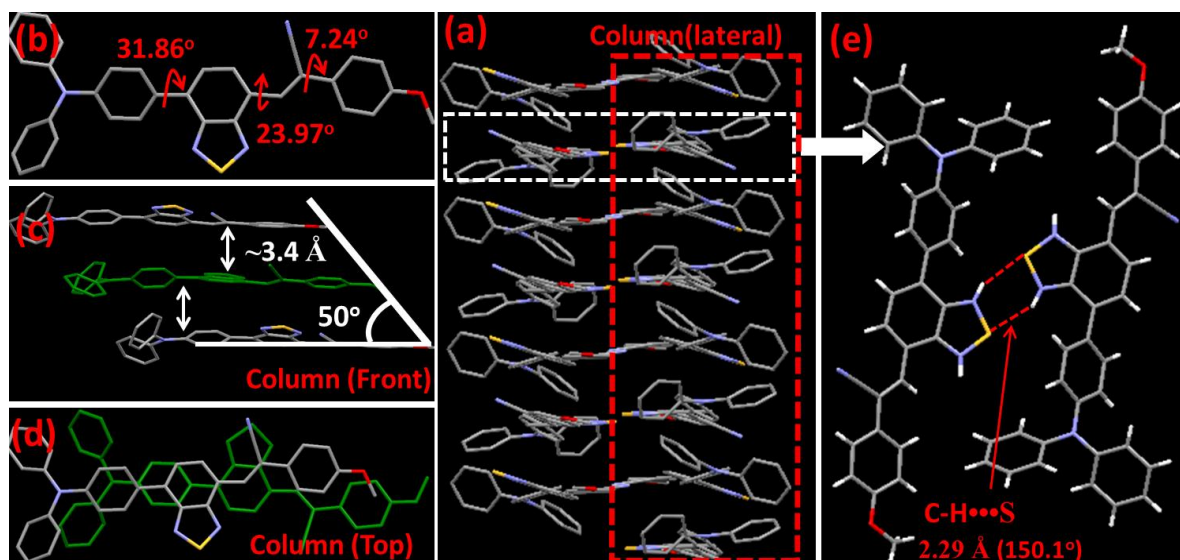 (b)
31.86°
7.24°
23.97°
(c)
~3.4 Å
50°
Column (Front)
(d)
Column (Top)
(a)
Column(lateral)
(e)
C-H•••S
2.29 Å (150.1°)